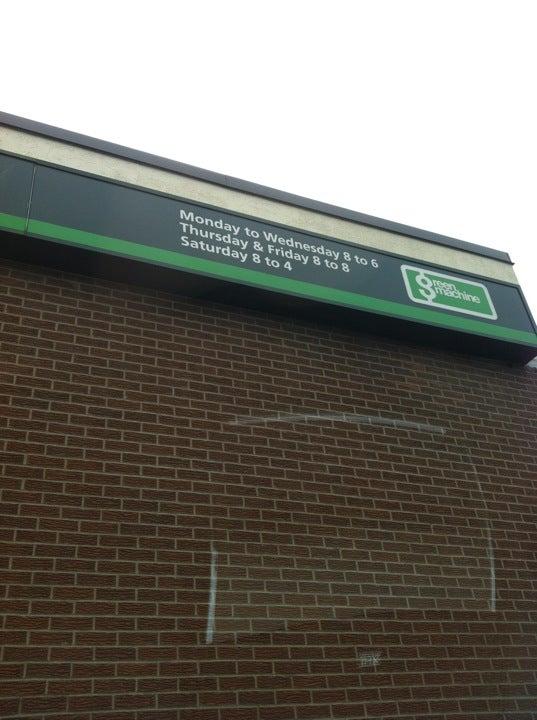 Monday to Wednesday 8 to 6
Thursday & Friday 8 to 8
Saturday 8 to 4
green
machine